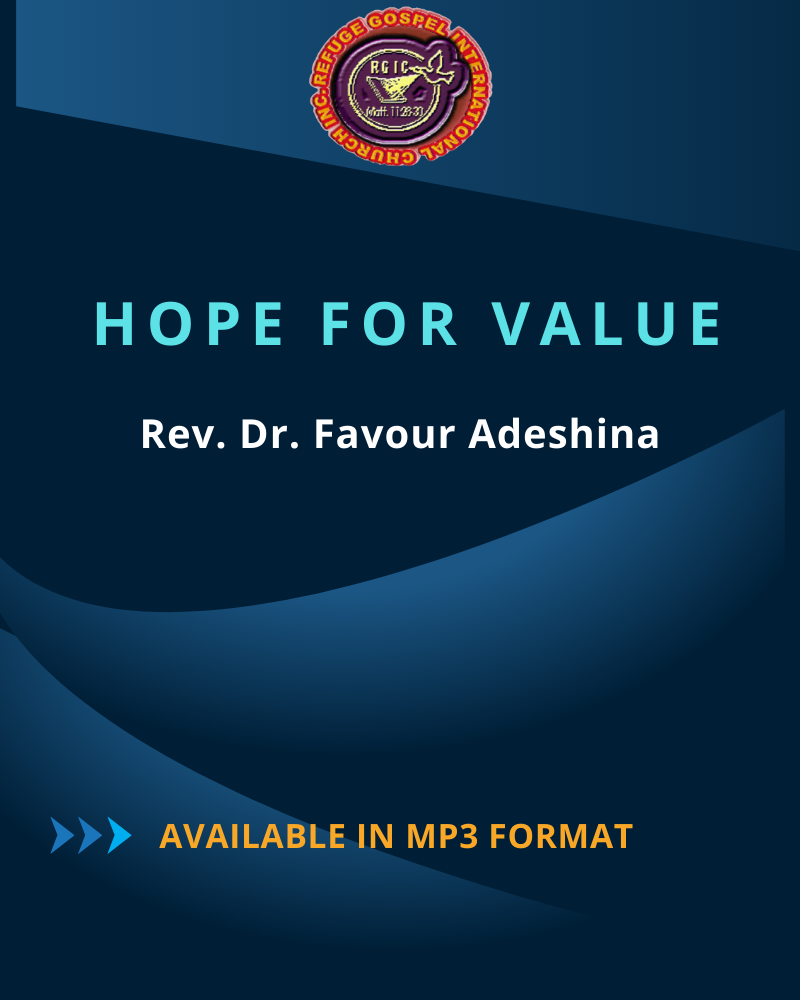 REFUGE GOSPEL INTERNATIONAL CHURCH INC.
RGIC
Matt. 11:28-30
HOPE FOR VALUE
Rev. Dr. Favour Adeshina
AVAILABLE IN MP3 FORMAT